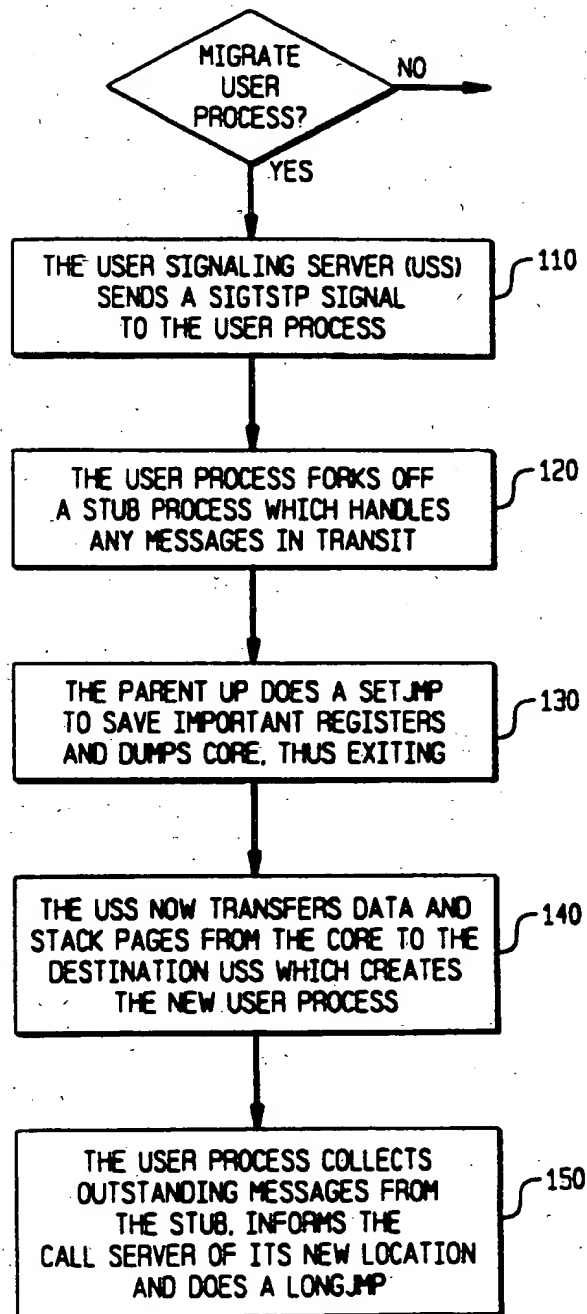 MIGRATE
USER
PROCESS?
NO
YES
THE USER SIGNALING SERVER (USS)
SENDS A SIGTSTP SIGNAL
TO THE USER PROCESS
110
THE USER PROCESS FORKS OFF
A STUB PROCESS WHICH HANDLES
ANY MESSAGES IN TRANSIT
120
THE PARENT UP DOES A SETJMP
TO SAVE IMPORTANT REGISTERS
AND DUMPS CORE, THUS EXITING
130
THE USS NOW TRANSFERS DATA AND
STACK PAGES FROM THE CORE TO THE
DESTINATION USS WHICH CREATES
THE NEW USER PROCESS
140
THE USER PROCESS COLLECTS
OUTSTANDING MESSAGES FROM
THE STUB, INFORMS THE
CALL SERVER OF ITS NEW LOCATION
AND DOES A LONGJMP
150